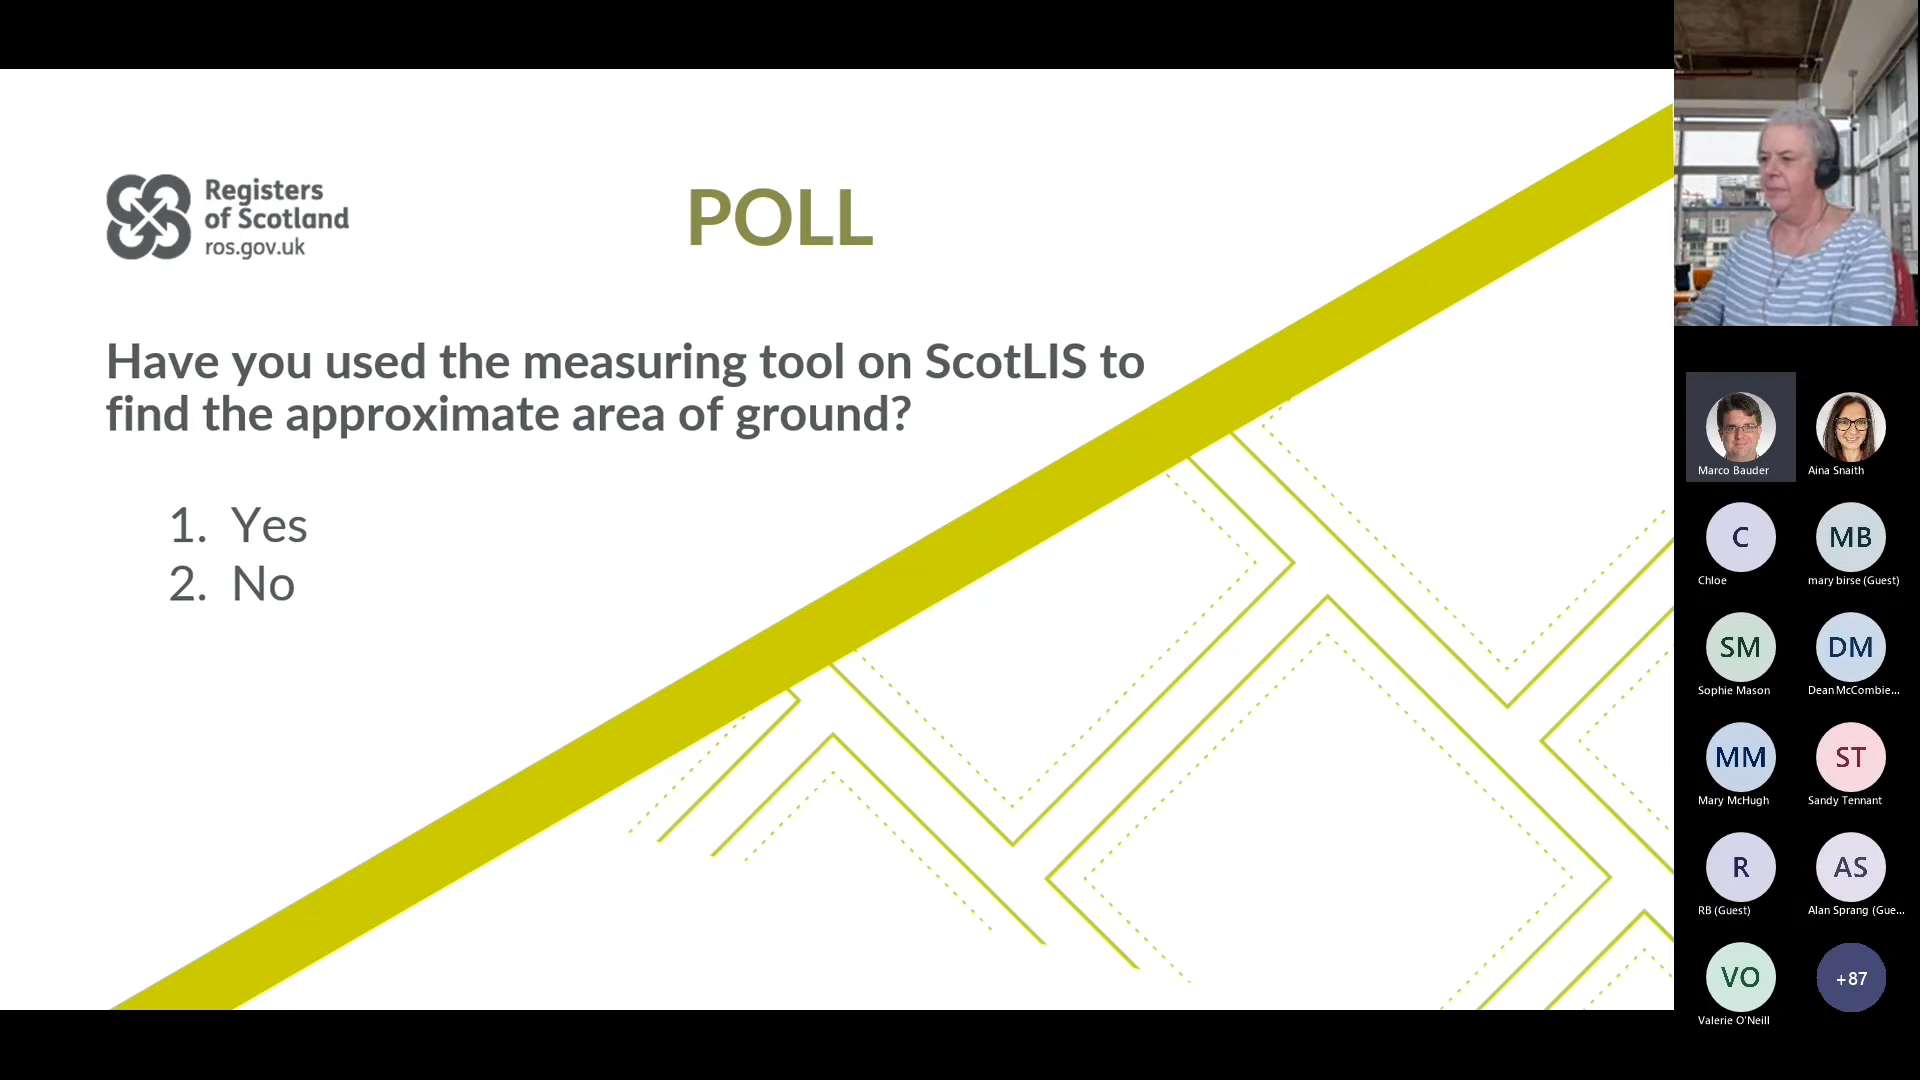 Registers
of Scotland
ros.gov.uk
POLL
Have you used the measuring tool on ScotLIS to
find the approximate area of ground?
1. Yes
2. No
Marco Bauder
Aina Snaith
C
Chloe
MB
mary birse (Guest)
SM
Sophie Mason
DM
Dean McCombie...
MM
Mary McHugh
ST
Sandy Tennant
R
RB (Guest)
AS
Alan Sprang (Gue...
VO
Valerie O'Neill
+87